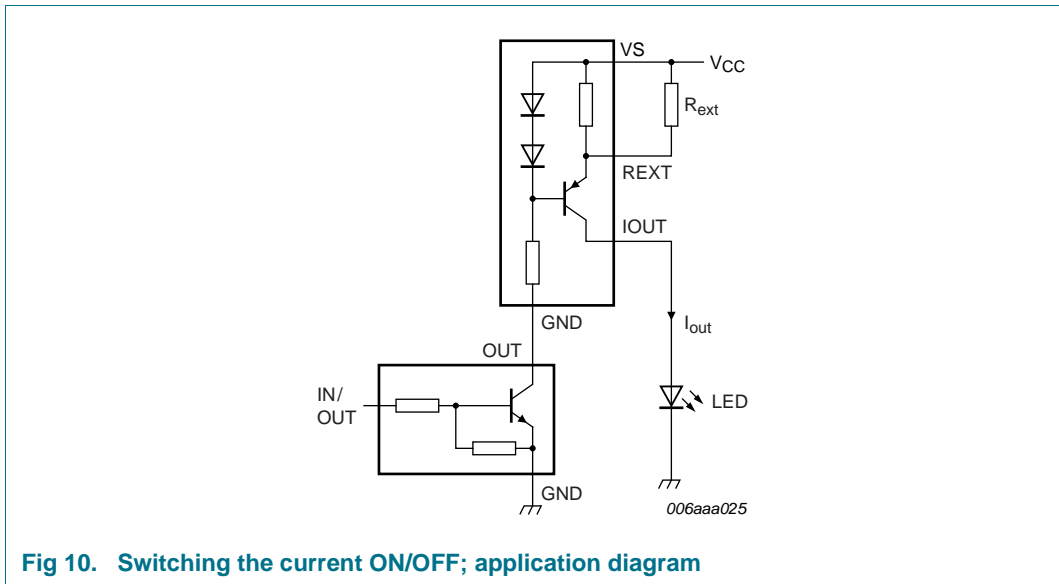 VS
VCC
Rext
REXT
IOUT
GND
Iout
OUT
IN/
OUT
LED
GND
006aaa025
Fig 10. Switching the current ON/OFF; application diagram